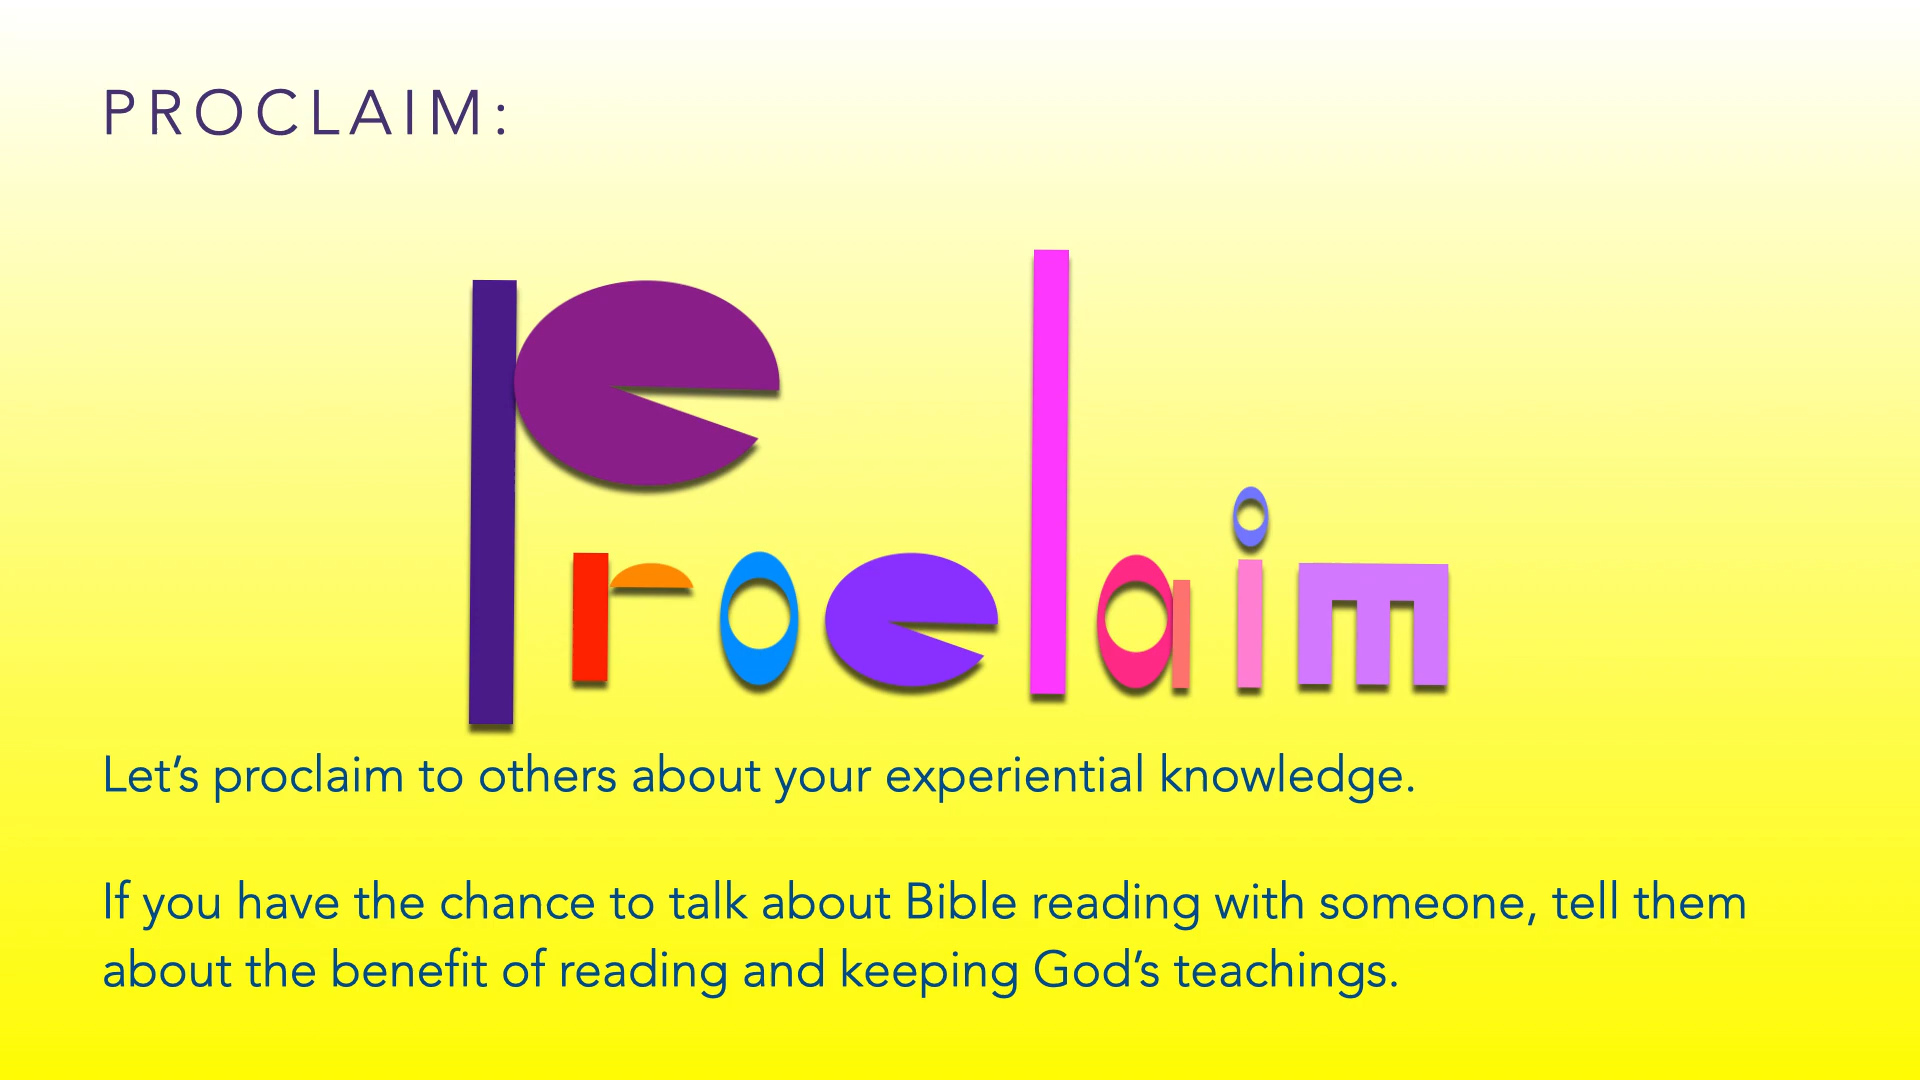 PROCLAIM:
Proclaim
Let's proclaim to others about your experiential knowledge.
If you have the chance to talk about Bible reading with someone, tell them
about the benefit of reading and keeping God's teachings.